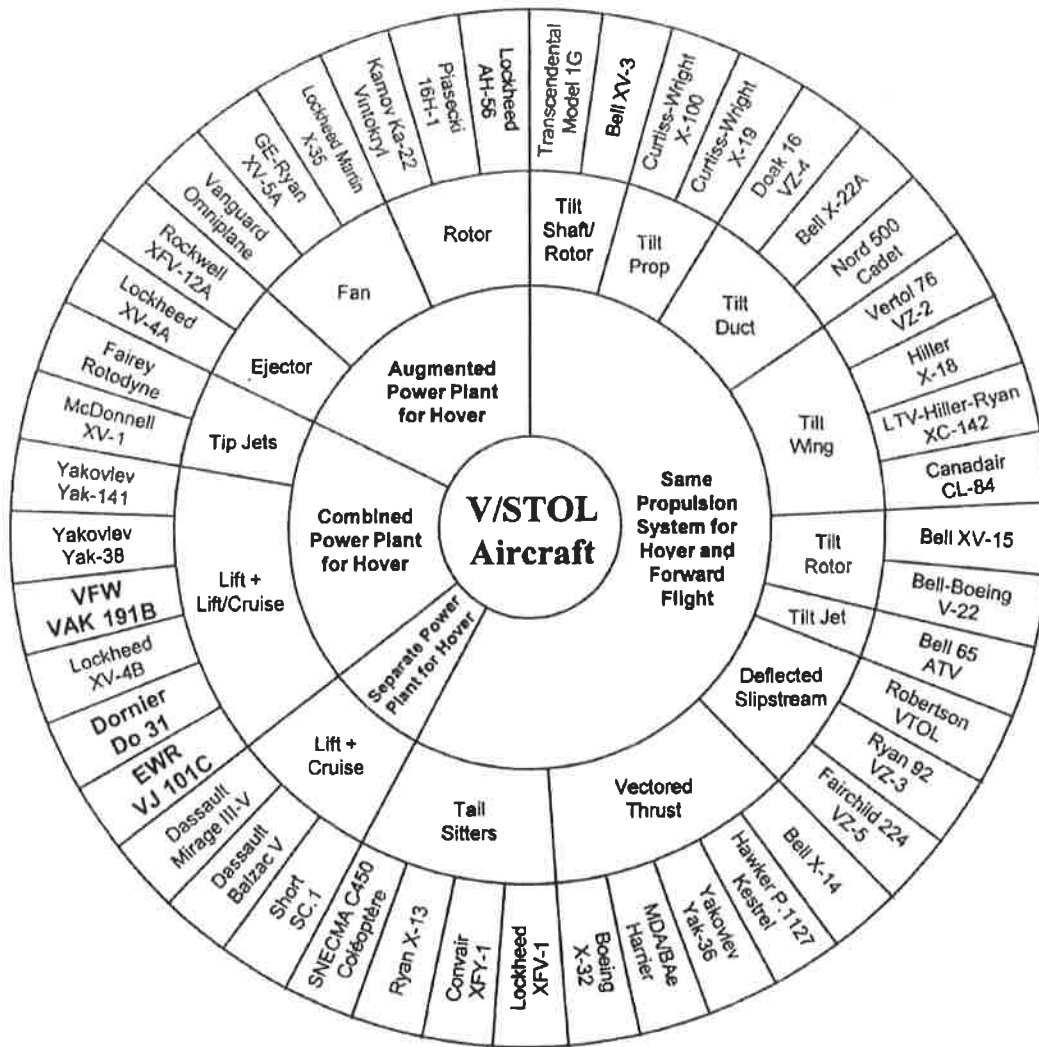 V/STOL
Aircraft
Same
Propulsion
System for
Hover and
Forward
Flight
Separate Power
Plant for Hover
Combined
Power Plant
for Hover
Augmented
Power Plant
for Hover
Tilt
Shaft/
Rotor
Tilt
Prop
Tilt
Duct
Tilt
Wing
Tilt
Rotor
Tilt Jet
Deflected
Slipstream
Vectored
Thrust
Tail
Sitters
Lift +
Cruise
Lift +
Lift/Cruise
Tip Jets
Ejector
Fan
Rotor
Transcendental
Model 1G
Bell XV-3
Curtiss-Wright
X-100
Curtiss-Wright
X-19
Doak 16
VZ-4
Bell X-22A
Nord 500
Cadet
Vertol 76
VZ-2
Hiller
X-18
LTV-Hiller-Ryan
XC-142
Canadair
CL-84
Bell XV-15
Bell-Boeing
V-22
Bell 65
ATV
Robertson
VTOL
Ryan 92
VZ-3
Fairchild 224
VZ-5
Bell X-14
Hawker P.1127
Kestrel
Yakovlev
Yak-36
MDA/BAe
Harrier
Boeing
X-32
Lockheed
XFV-1
Convair
XFY-1
Ryan X-13
SNECMA C450
Coléoptère
Short
SC.1
Dassault
Balzac V
Dassault
Mirage III-V
EWR
VJ 101C
Dornier
Do 31
Lockheed
XV-4B
VFW
VAK 191B
Yakovlev
Yak-38
Yakovlev
Yak-141
McDonnell
XV-1
Fairey
Rotodyne
Lockheed
XV-4A
Rockwell
XFV-12A
Vanguard
Omniplane
GE-Ryan
XV-5A
Lockheed Martin
X-35
Kamov Ka-22
Vintokryl
Piasecki
16H-1
Lockheed
AH-56